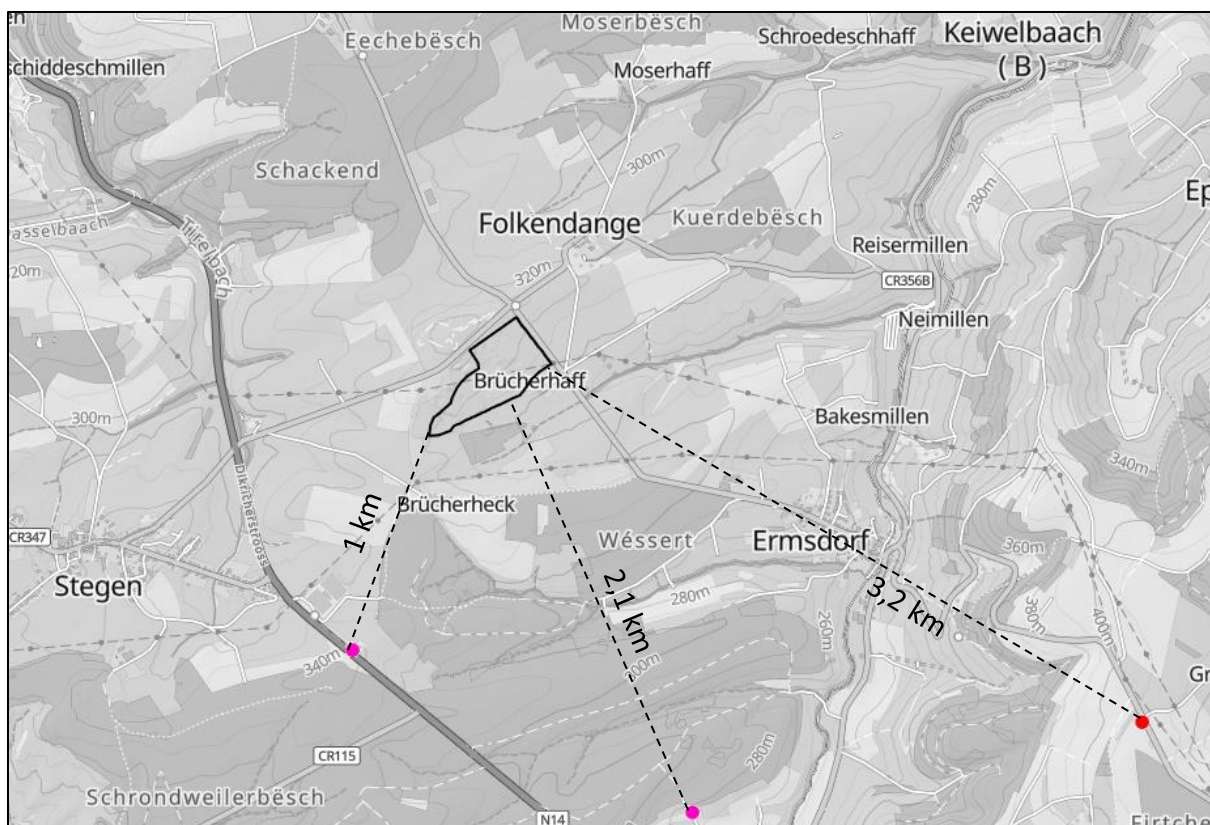 Moserbësch
Eechebësch
Schroedeschhaff
Keiwelbaach
( B )
schiddeschmillen
Moserhaff
300m
Schackend
280m
Ep
Folkendange
Kuerdebësch
Tirelbaach
Reisermillen
320m
CR356B
Neimillen
Brücherhaff
300m
Bakesmillen
340m
Dikricherstrooss
1 km
Brücherheck
CR347
Wéssert
Ermsdorf
360m
Stegen
2,1 km
280m
3,2 km
380m
400m
260m
340m
Gr
CR115
280m
Schrondweilerbësch
N14
Firtche